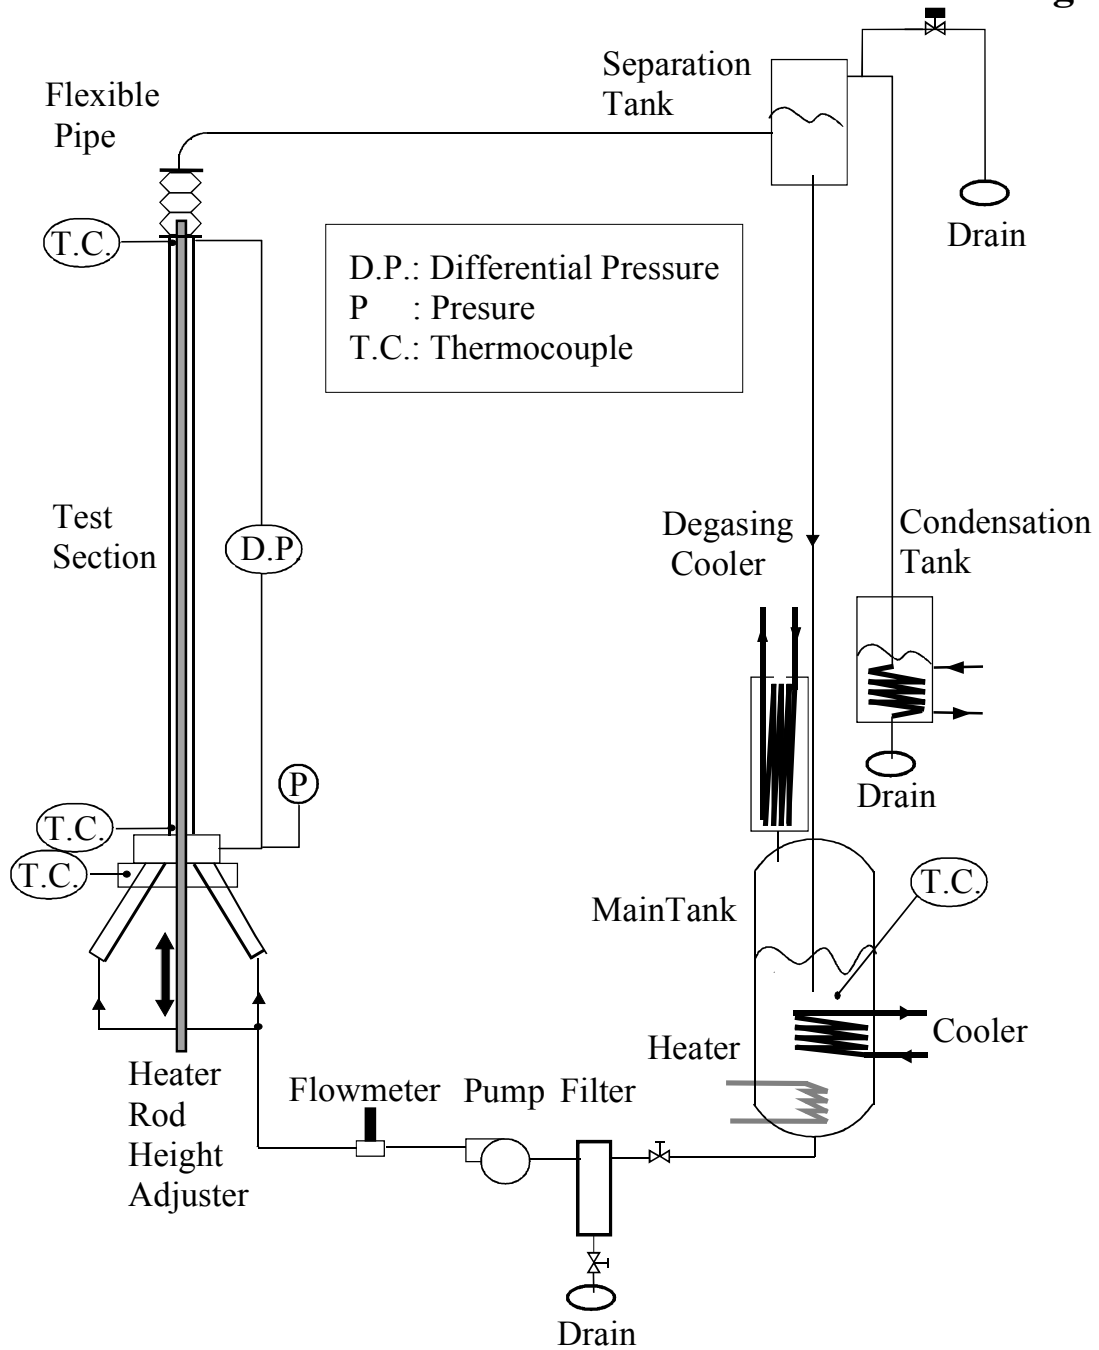 g
Separation
Tank
Flexible
Pipe
Drain
T.C.
D.P.: Differential Pressure
P : Presure
T.C.: Thermocouple
Test
Section
D.P
Degasing
Cooler
Condensation
Tank
P
Drain
T.C.
T.C.
T.C.
MainTank
Cooler
Heater
Heater
Rod
Height
Adjuster
Flowmeter
Pump
Filter
Drain